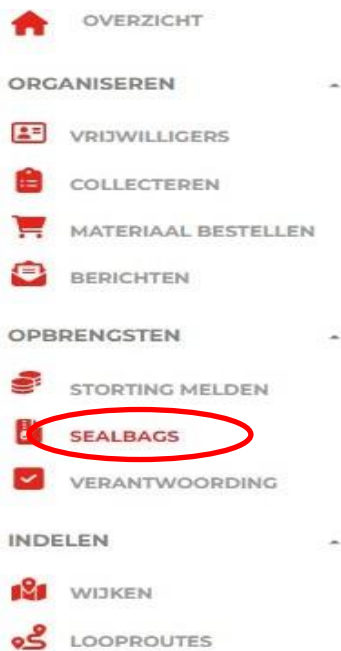 OVERZICHT
ORGANISEREN
VRIJWILLIGERS
COLLECTEREN
MATERIAAL BESTELLEN
BERICHTEN
OPBRENGSTEN
STORTING MELDEN
SEALBAGS
VERANTWOORDING
INDELEN
WIJKEN
LOOPROUTES